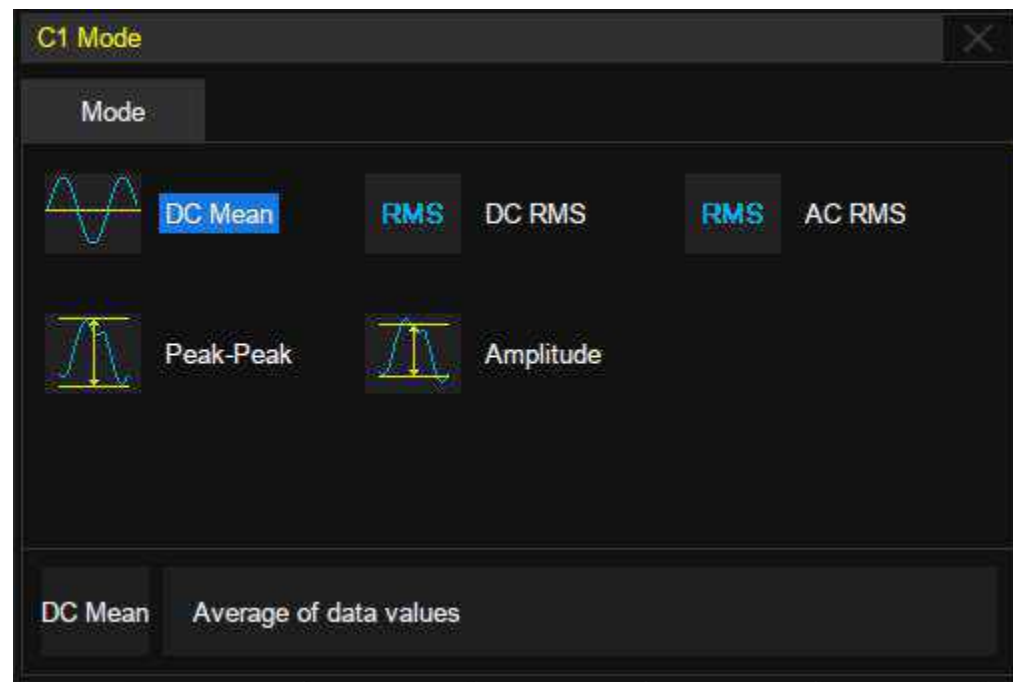 C1 Mode
Mode
DC Mean
RMS DC RMS
RMS AC RMS
Peak-Peak
Amplitude
DC Mean Average of data values